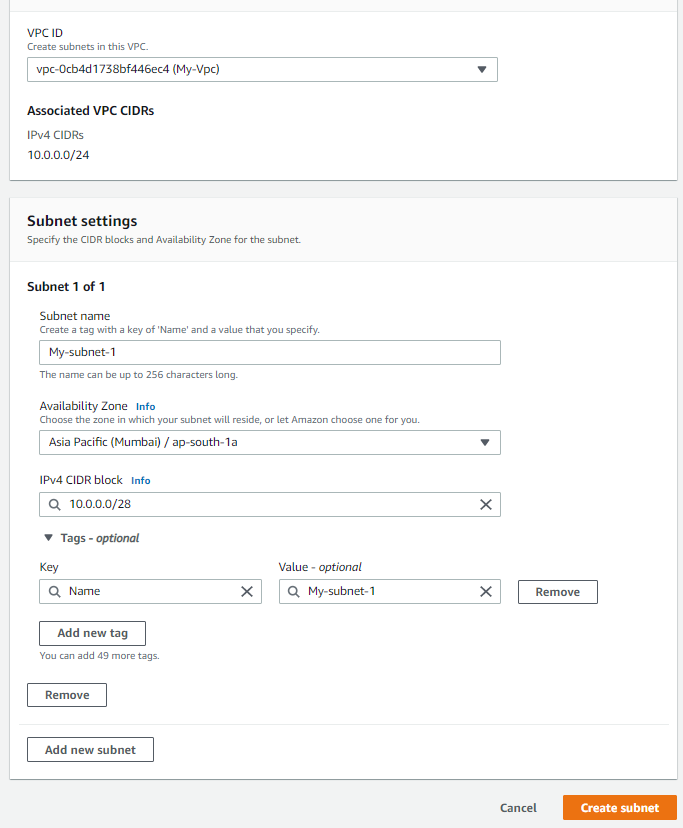 VPC ID
Create subnets in this VPC.
vpc-0cb4d1738bf446ec4 (My-Vpc)
Associated VPC CIDRs
IPv4 CIDRs
10.0.0.0/24
Subnet settings
Specify the CIDR blocks and Availability Zone for the subnet.
Subnet 1 of 1
Subnet name
Create a tag with a key of 'Name' and a value that you specify.
My-subnet-1
The name can be up to 256 characters long.
Availability Zone Info
Choose the zone in which your subnet will reside, or let Amazon choose one for you.
Asia Pacific (Mumbai) / ap-south-1a
IPv4 CIDR block Info
10.0.0.0/28
Tags - optional
Key Value - optional
Name My-subnet-1 Remove
Add new tag
You can add 49 more tags.
Remove
Add new subnet
Cancel Create subnet